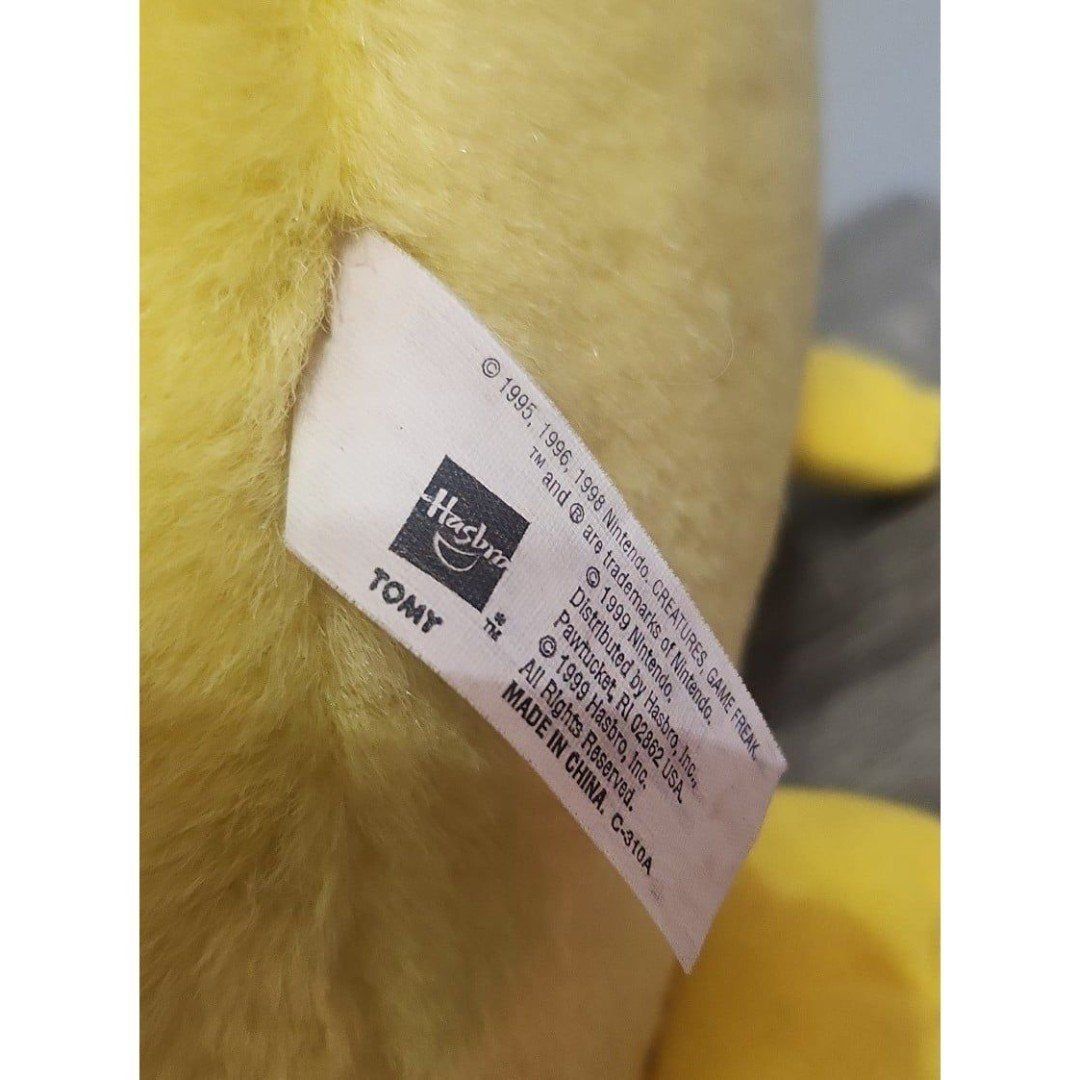 Hasbro
®
TM
TOMY
© 1995, 1996, 1998 Nintendo. CREATURES, GAME FREAK.
TM and ® are trademarks of Nintendo.
© 1999 Nintendo.
Distributed by Hasbro, Inc.,
Pawtucket, RI 02862 USA.
© 1999 Hasbro, Inc.
All Rights Reserved.
MADE IN CHINA. C-310A